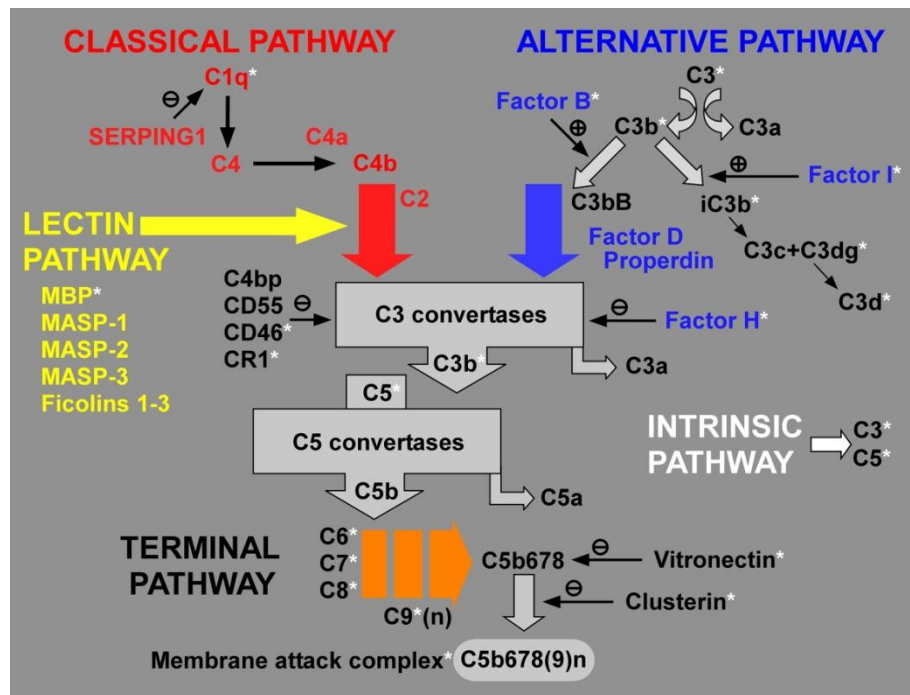 CLASSICAL PATHWAY
ALTERNATIVE PATHWAY
C1q*
⊖
SERPING1
C4
C4a
C4b
C2
C3*
Factor B*
⊕
C3b*
C3a
⊕
Factor I*
C3bB
iC3b*
Factor D
Properdin
C3c+C3dg*
C3d*
LECTIN
PATHWAY
MBP*
MASP-1
MASP-2
MASP-3
Ficolins 1-3
C4bp
CD55
CD46*
CR1*
⊖
C3 convertases
⊖
Factor H*
C3b*
C3a
C5*
C5 convertases
C5b
C5a
INTRINSIC
PATHWAY
C3*
C5*
TERMINAL
PATHWAY
C6*
C7*
C8*
C9*(n)
C5b678
⊖
Vitronectin*
⊖
Clusterin*
Membrane attack complex*
C5b678(9)n